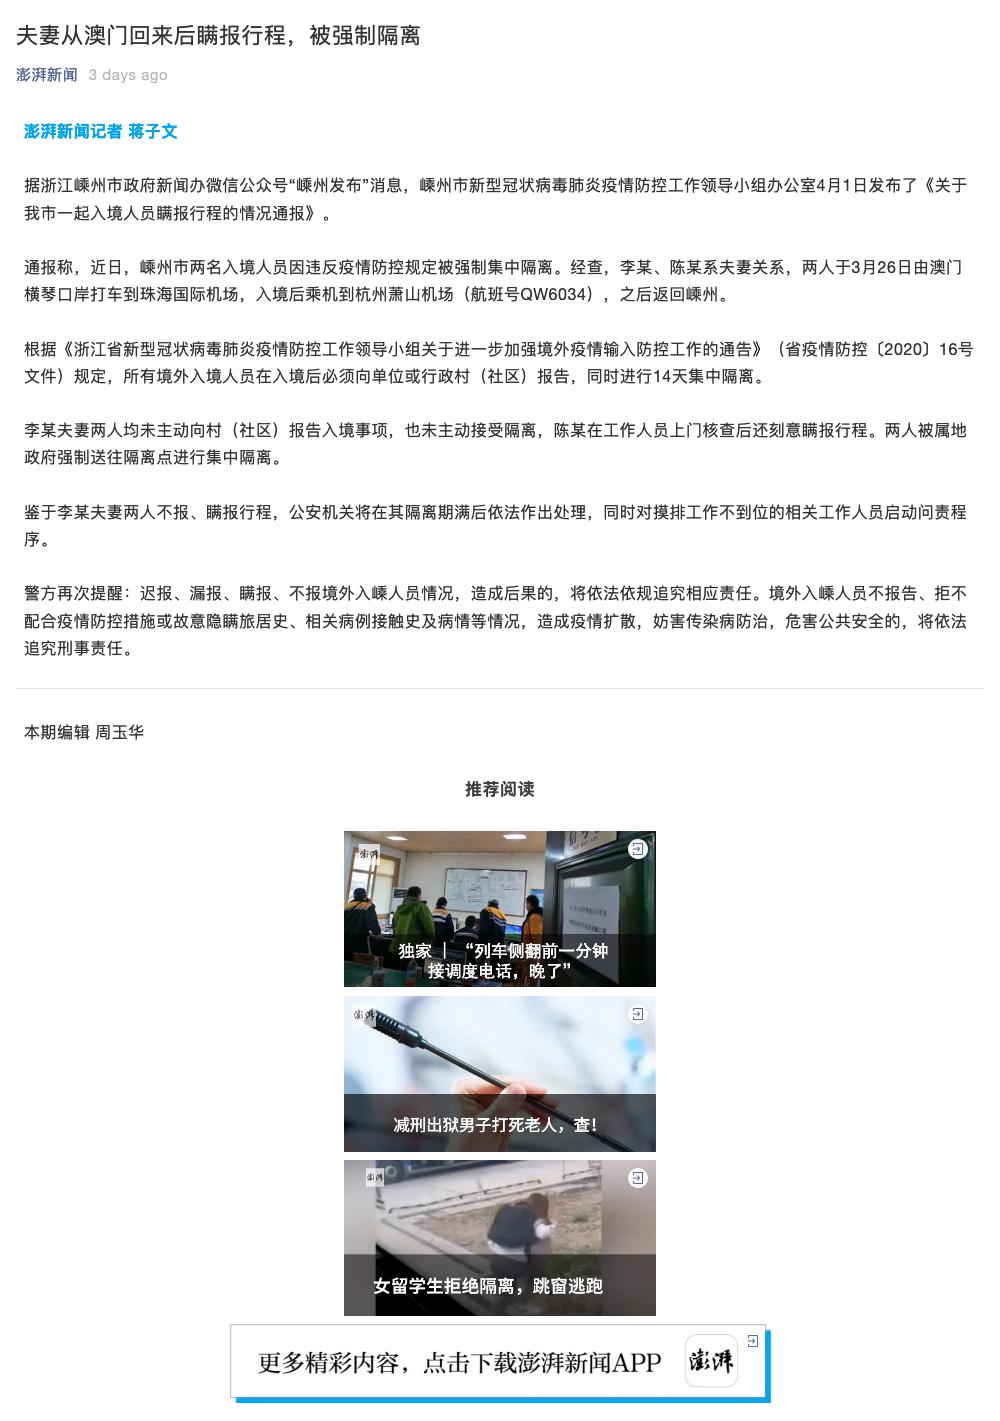 夫妻从澳门回来后瞒报行程，被强制隔离
澎湃新闻 3 days ago
澎湃新闻记者 蒋子文
据浙江嵊州市政府新闻办微信公众号“嵊州发布”消息，嵊州市新型冠状病毒肺炎疫情防控工作领导小组办公室4月1日发布了《关于
我市一起入境人员瞒报行程的情况通报》。
通报称，近日，嵊州市两名入境人员因违反疫情防控规定被强制集中隔离。经查，李某、陈某系夫妻关系，两人于3月26日由澳门
横琴口岸打车到珠海国际机场，入境后乘机到杭州萧山机场（航班号QW6034），之后返回嵊州。
根据《浙江省新型冠状病毒肺炎疫情防控工作领导小组关于进一步加强境外疫情输入防控工作的通告》（省疫情防控〔2020〕16号
文件）规定，所有境外入境人员在入境后必须向单位或行政村（社区）报告，同时进行14天集中隔离。
李某夫妻两人均未主动向村（社区）报告入境事项，也未主动接受隔离，陈某在工作人员上门核查后还刻意瞒报行程。两人被属地
政府强制送往隔离点进行集中隔离。
鉴于李某夫妻两人不报、瞒报行程，公安机关将在其隔离期满后依法作出处理，同时对摸排工作不到位的相关工作人员启动问责程
序。
警方再次提醒：迟报、漏报、瞒报、不报境外入嵊人员情况，造成后果的，将依法依规追究相应责任。境外入嵊人员不报告、拒不
配合疫情防控措施或故意隐瞒旅居史、相关病例接触史及病情等情况，造成疫情扩散，妨害传染病防治，危害公共安全的，将依法
追究刑事责任。
本期编辑 周玉华
推荐阅读
澎湃
独家 ｜ “列车侧翻前一分钟
接调度电话，晚了”
澎湃
减刑出狱男子打死老人，查！
澎湃
女留学生拒绝隔离，跳窗逃跑
更多精彩内容，点击下载澎湃新闻APP
澎湃